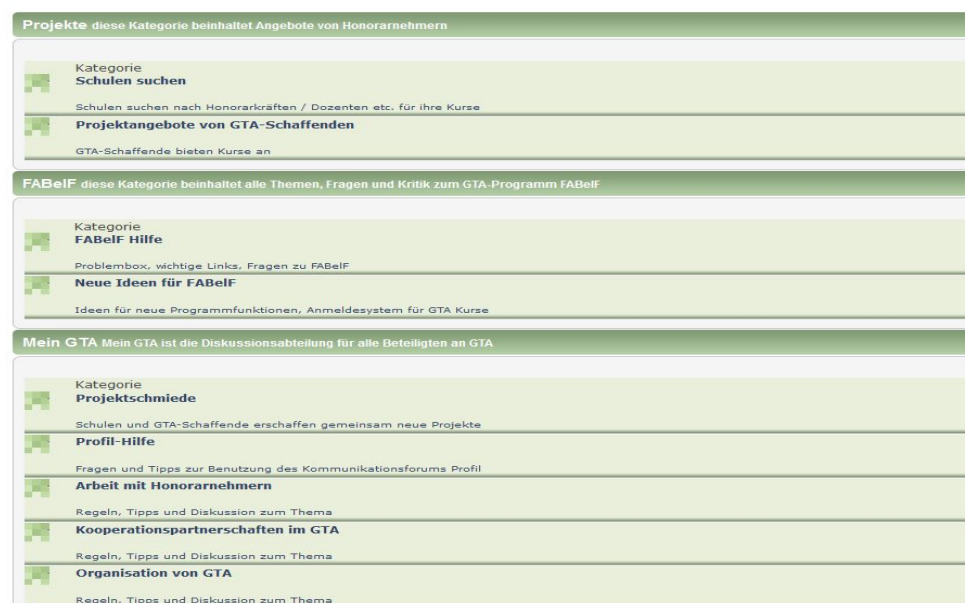 Projekte diese Kategorie beinhaltet Angebote von Honorarnehmern
Kategorie
Schulen suchen
Schulen suchen nach Honorarkräften / Dozenten etc. für ihre Kurse
Projektangebote von GTA-Schaffenden
GTA-Schaffende bieten Kurse an
FABelF diese Kategorie beinhaltet alle Themen, Fragen und Kritik zum GTA-Programm FABelF
Kategorie
FABelF Hilfe
Problembox, wichtige Links, Fragen zu FABelF
Neue Ideen für FABelF
Ideen für neue Programmfunktionen, Anmeldesystem für GTA Kurse
Mein GTA Mein GTA ist die Diskussionsabteilung für alle Beteiligten an GTA
Kategorie
Projektschmiede
Schulen und GTA-Schaffende erschaffen gemeinsam neue Projekte
Profil-Hilfe
Fragen und Tipps zur Benutzung des Kommunikationsforums Profil
Arbeit mit Honorarnehmern
Regeln, Tipps und Diskussion zum Thema
Kooperationspartnerschaften im GTA
Regeln, Tipps und Diskussion zum Thema
Organisation von GTA
Regeln, Tipps und Diskussion zum Thema